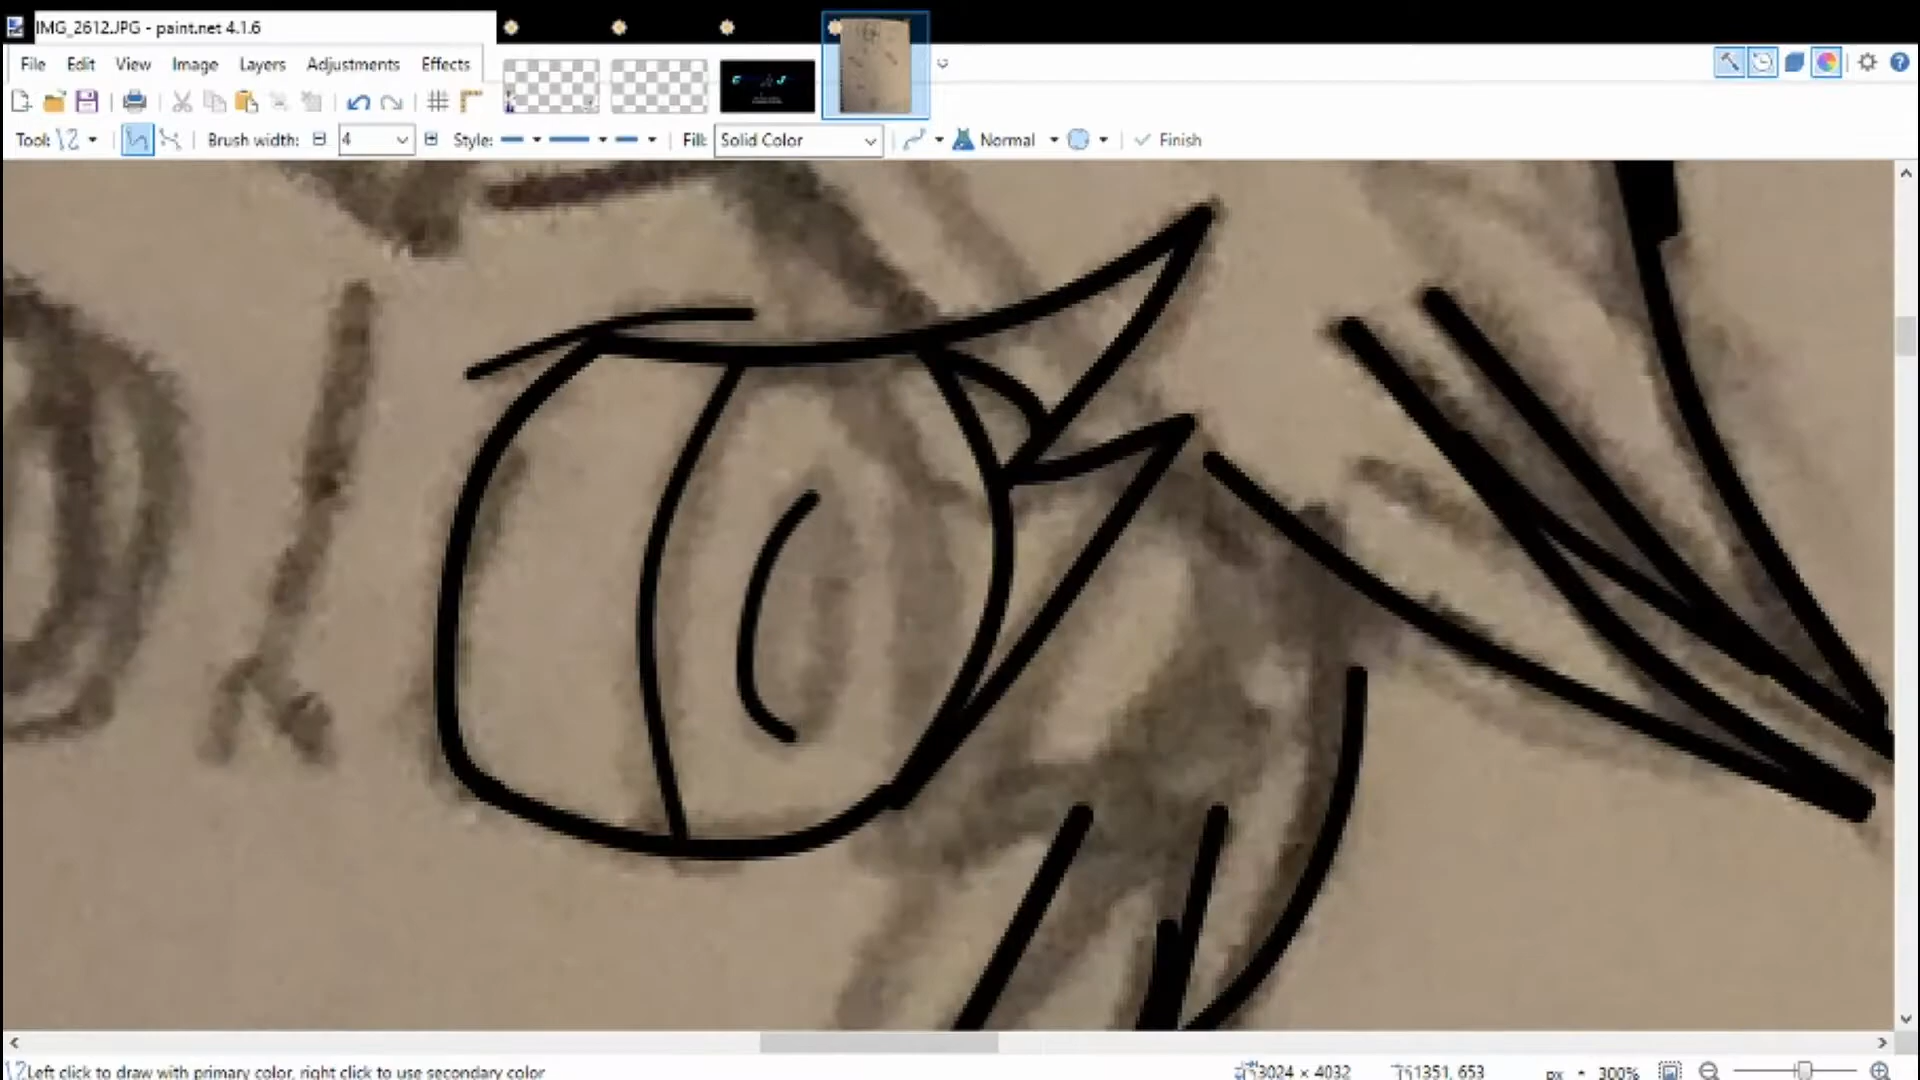 IMG_2612.JPG - paint.net 4.1.6
File Edit View Image Layers Adjustments Effects
Tool: Brush width: 4 Style: Fill: Solid Color Normal Finish
Left click to draw with primary color, right click to use secondary color 3024 × 4032 1351, 653 px 300%